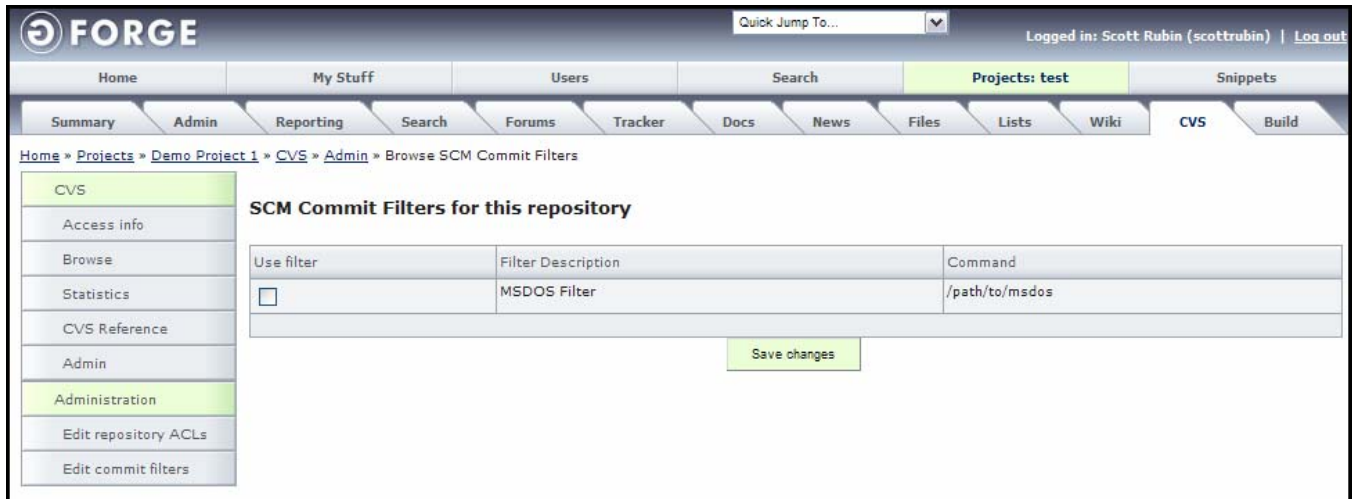 GFORGE
Quick Jump To...
Logged in: Scott Rubin (scottrubin) | Log out
Home My Stuff Users Search Projects: test Snippets
Summary Admin Reporting Search Forums Tracker Docs News Files Lists Wiki CVS Build
Home » Projects » Demo Project 1 » CVS » Admin » Browse SCM Commit Filters
CVS
Access info
Browse
Statistics
CVS Reference
Admin
Administration
Edit repository ACLs
Edit commit filters
SCM Commit Filters for this repository
Use filter Filter Description Command
MSDOS Filter /path/to/msdos
Save changes